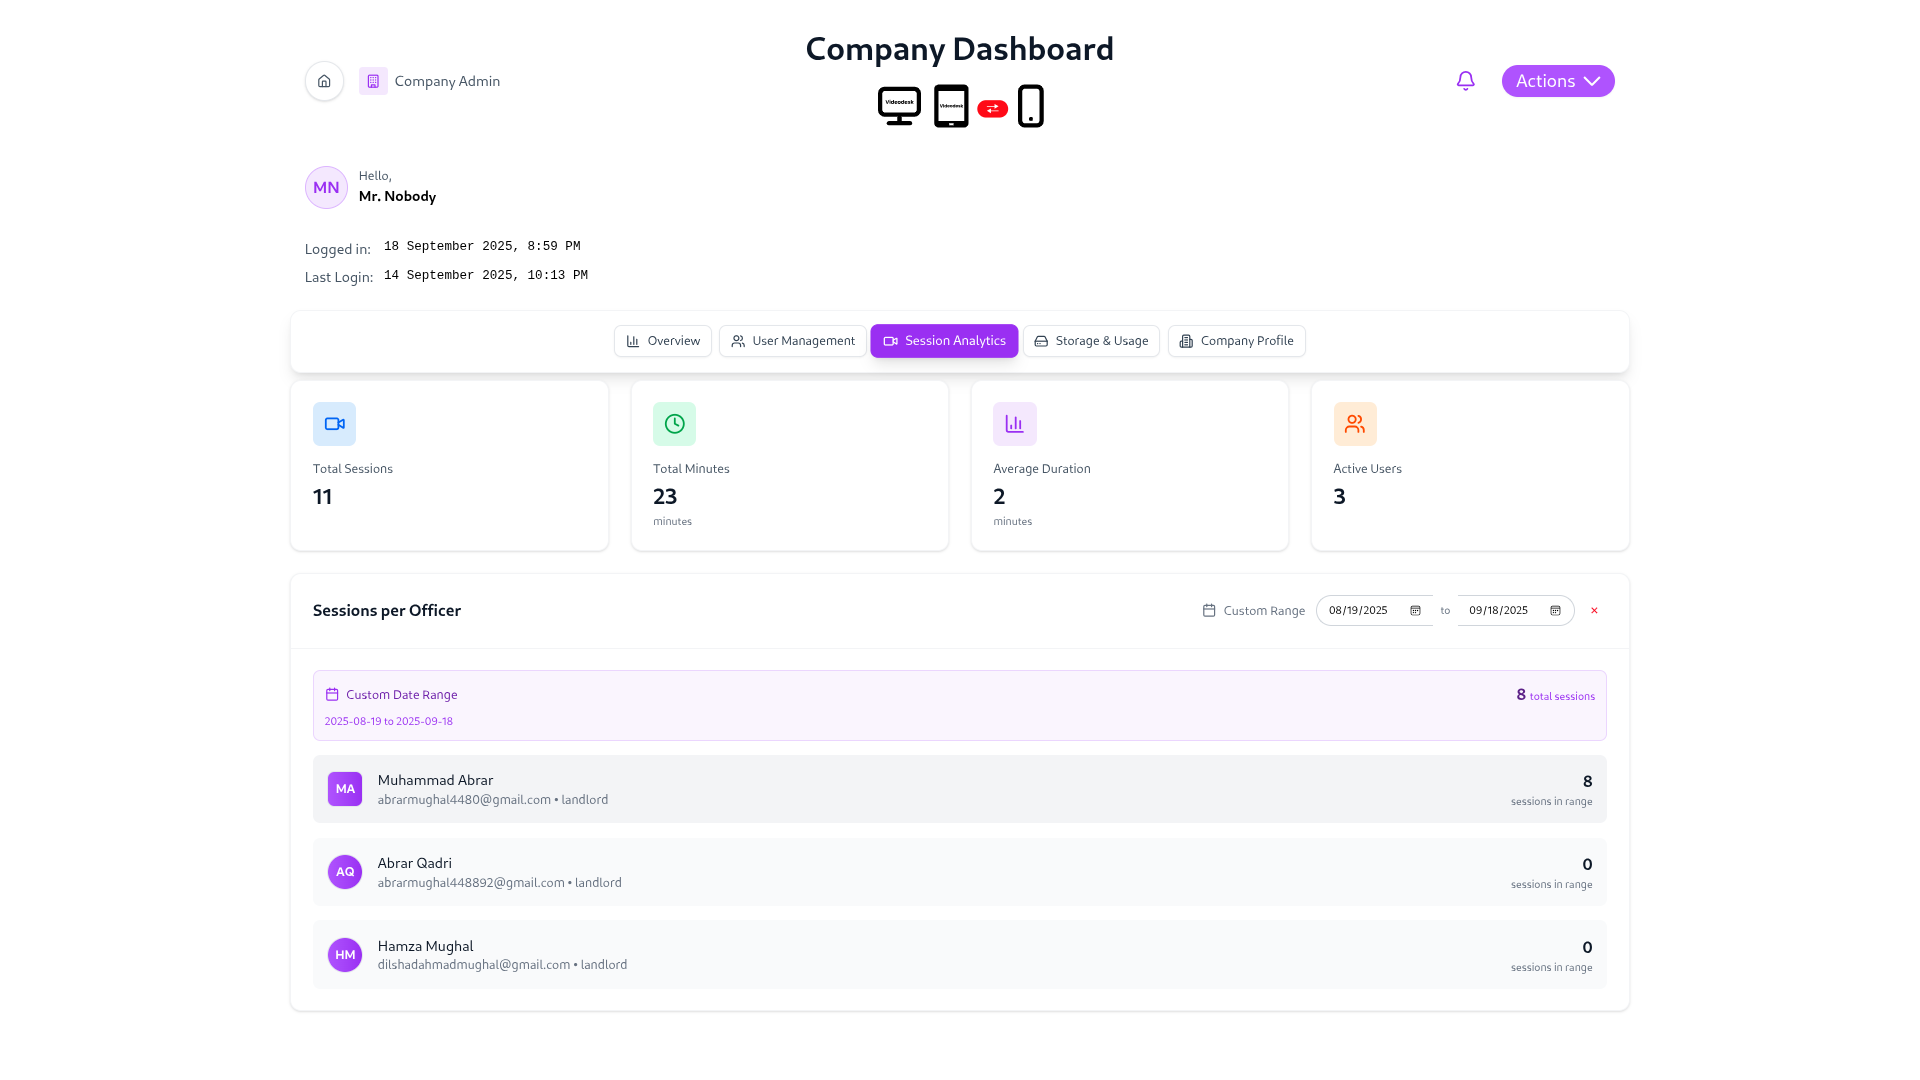 Company Dashboard
Company Admin
Actions
Videodesk
Videodesk
MN
Hello,
Mr. Nobody
Logged in: 18 September 2025, 8:59 PM
Last Login: 14 September 2025, 10:13 PM
Overview
User Management
Session Analytics
Storage & Usage
Company Profile
Total Sessions
11
Total Minutes
23
minutes
Average Duration
2
minutes
Active Users
3
Sessions per Officer
Custom Range
08/19/2025
to
09/18/2025
Custom Date Range
8 total sessions
2025-08-19 to 2025-09-18
MA
Muhammad Abrar
abrarmughal4480@gmail.com • landlord
8
sessions in range
AQ
Abrar Qadri
abrarmughal448892@gmail.com • landlord
0
sessions in range
HM
Hamza Mughal
dilshadahmadmughal@gmail.com • landlord
0
sessions in range